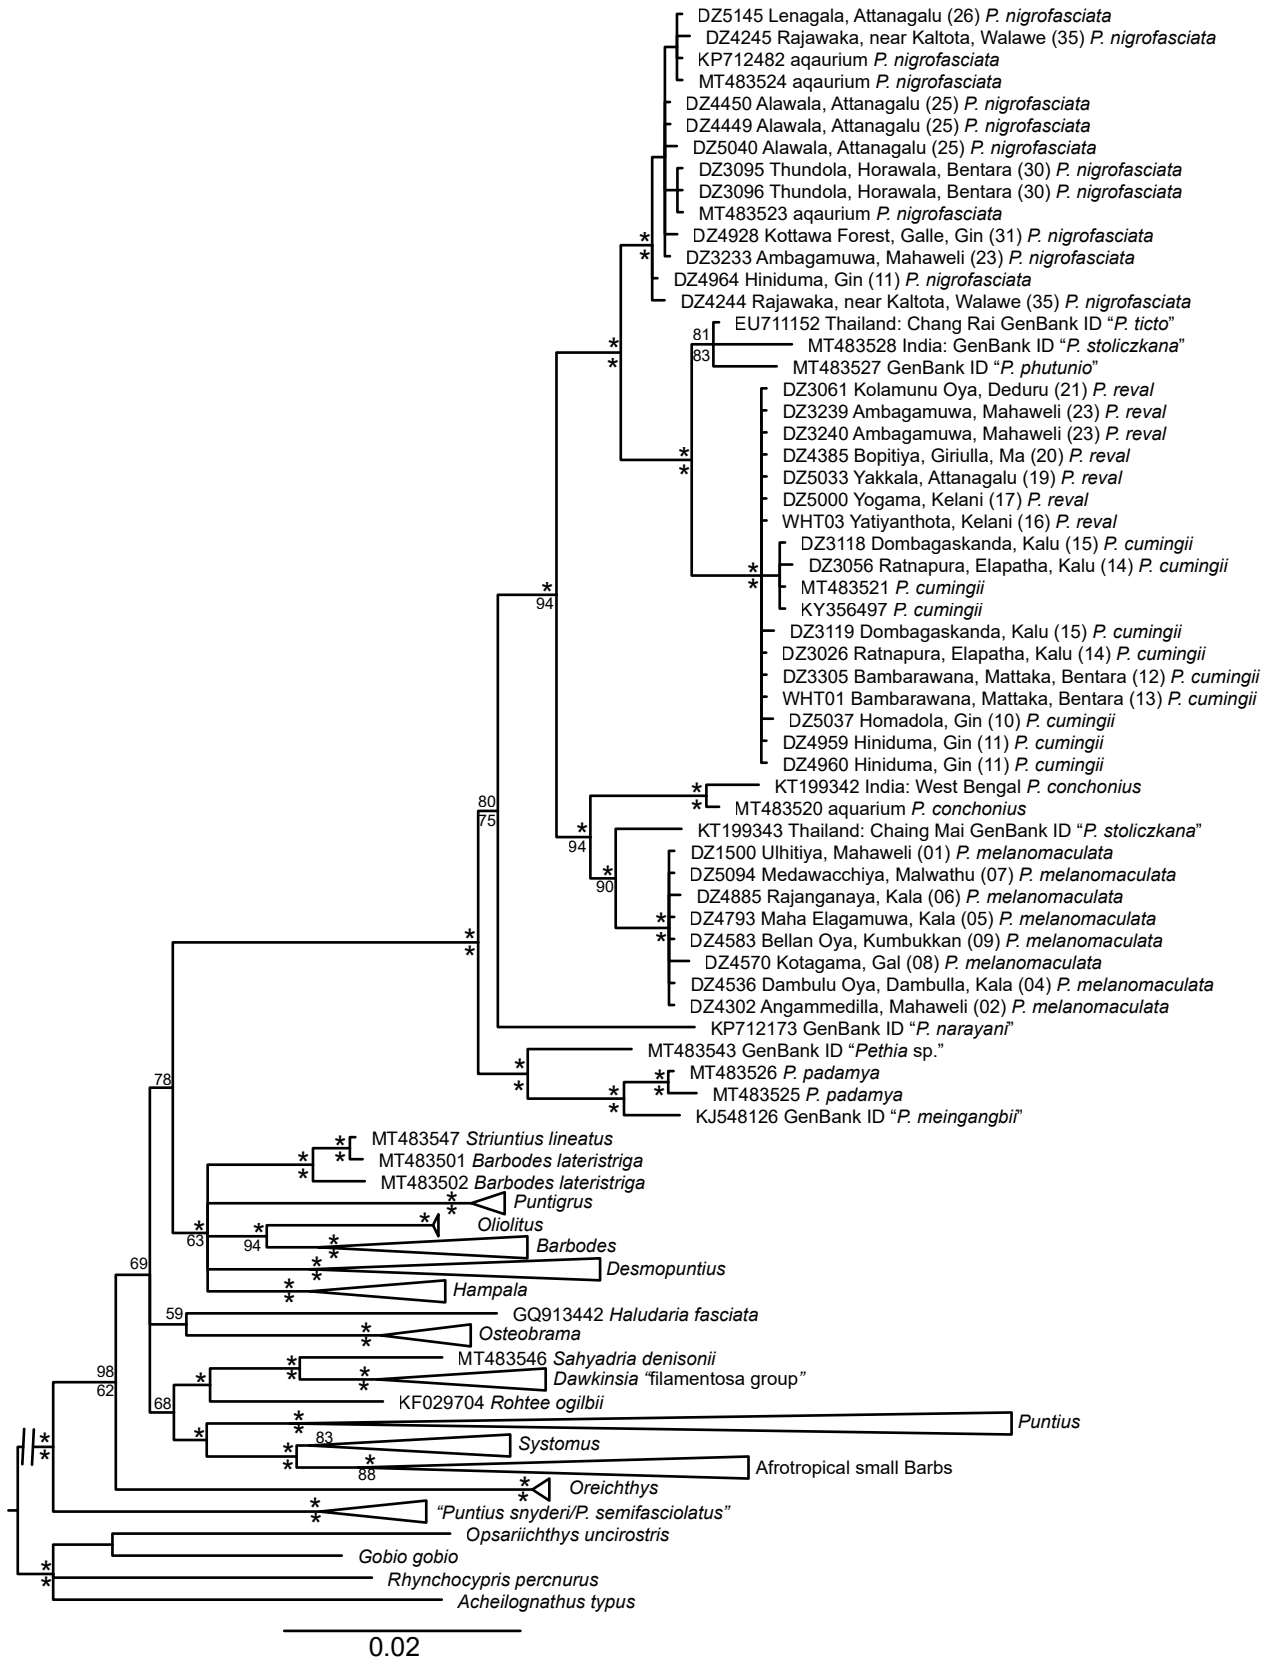 DZ5145 Lenagala, Attanagalu (26) P. nigrofasciata
DZ4245 Rajawaka, near Kaltota, Walawe (35) P. nigrofasciata
KP712482 aqaurium P. nigrofasciata
MT483524 aqaurium P. nigrofasciata
DZ4450 Alawala, Attanagalu (25) P. nigrofasciata
DZ4449 Alawala, Attanagalu (25) P. nigrofasciata
DZ5040 Alawala, Attanagalu (25) P. nigrofasciata
DZ3095 Thundola, Horawala, Bentara (30) P. nigrofasciata
DZ3096 Thundola, Horawala, Bentara (30) P. nigrofasciata
MT483523 aqaurium P. nigrofasciata
* DZ4928 Kottawa Forest, Galle, Gin (31) P. nigrofasciata
* DZ3233 Ambagamuwa, Mahaweli (23) P. nigrofasciata
DZ4964 Hiniduma, Gin (11) P. nigrofasciata
DZ4244 Rajawaka, near Kaltota, Walawe (35) P. nigrofasciata
EU711152 Thailand: Chang Rai GenBank ID “P. ticto”
* 81 MT483528 India: GenBank ID “P. stoliczkana”
* 83 MT483527 GenBank ID “P. phutunio”
DZ3061 Kolamunu Oya, Deduru (21) P. reval
DZ3239 Ambagamuwa, Mahaweli (23) P. reval
DZ3240 Ambagamuwa, Mahaweli (23) P. reval
* DZ4385 Bopitiya, Giriulla, Ma (20) P. reval
* DZ5033 Yakkala, Attanagalu (19) P. reval
DZ5000 Yogama, Kelani (17) P. reval
WHT03 Yatiyanthota, Kelani (16) P. reval
DZ3118 Dombagaskanda, Kalu (15) P. cumingii
* DZ3056 Ratnapura, Elapatha, Kalu (14) P. cumingii
* * MT483521 P. cumingii
94 KY356497 P. cumingii
DZ3119 Dombagaskanda, Kalu (15) P. cumingii
DZ3026 Ratnapura, Elapatha, Kalu (14) P. cumingii
DZ3305 Bambarawana, Mattaka, Bentara (12) P. cumingii
WHT01 Bambarawana, Mattaka, Bentara (13) P. cumingii
DZ5037 Homadola, Gin (10) P. cumingii
DZ4959 Hiniduma, Gin (11) P. cumingii
DZ4960 Hiniduma, Gin (11) P. cumingii
* KT199342 India: West Bengal P. conchonius
80 * MT483520 aquarium P. conchonius
75 * KT199343 Thailand: Chaing Mai GenBank ID “P. stoliczkana”
94 DZ1500 Ulhitiya, Mahaweli (01) P. melanomaculata
* DZ5094 Medawacchiya, Malwathu (07) P. melanomaculata
90 DZ4885 Rajanganaya, Kala (06) P. melanomaculata
* DZ4793 Maha Elagamuwa, Kala (05) P. melanomaculata
* * DZ4583 Bellan Oya, Kumbukkan (09) P. melanomaculata
* DZ4570 Kotagama, Gal (08) P. melanomaculata
DZ4536 Dambulu Oya, Dambulla, Kala (04) P. melanomaculata
DZ4302 Angammedilla, Mahaweli (02) P. melanomaculata
KP712173 GenBank ID “P. narayani”
MT483543 GenBank ID “Pethia sp.”
* * MT483526 P. padamya
78 * * * MT483525 P. padamya
* KJ548126 GenBank ID “P. meingangbii”
* MT483547 Striuntius lineatus
* * MT483501 Barbodes lateristriga
* MT483502 Barbodes lateristriga
* * Puntigrus
* * * Oliolitus
63 94 * * Barbodes
* * Desmopuntius
69 * * Hampala
59 GQ913442 Haludaria fasciata
* * Osteobrama
* MT483546 Sahyadria denisonii
98 * * * * Dawkinsia “filamentosa group”
62 68 KF029704 Rohtee ogilbii
* * Puntius
* * 83 Systomus
* * * 88 Afrotropical small Barbs
* * Oreichthys
* * “Puntius snyderi/P. semifasciolatus”
Opsariichthys uncirostris
Gobio gobio
* * Rhynchocypris percnurus
Acheilognathus typus
0.02